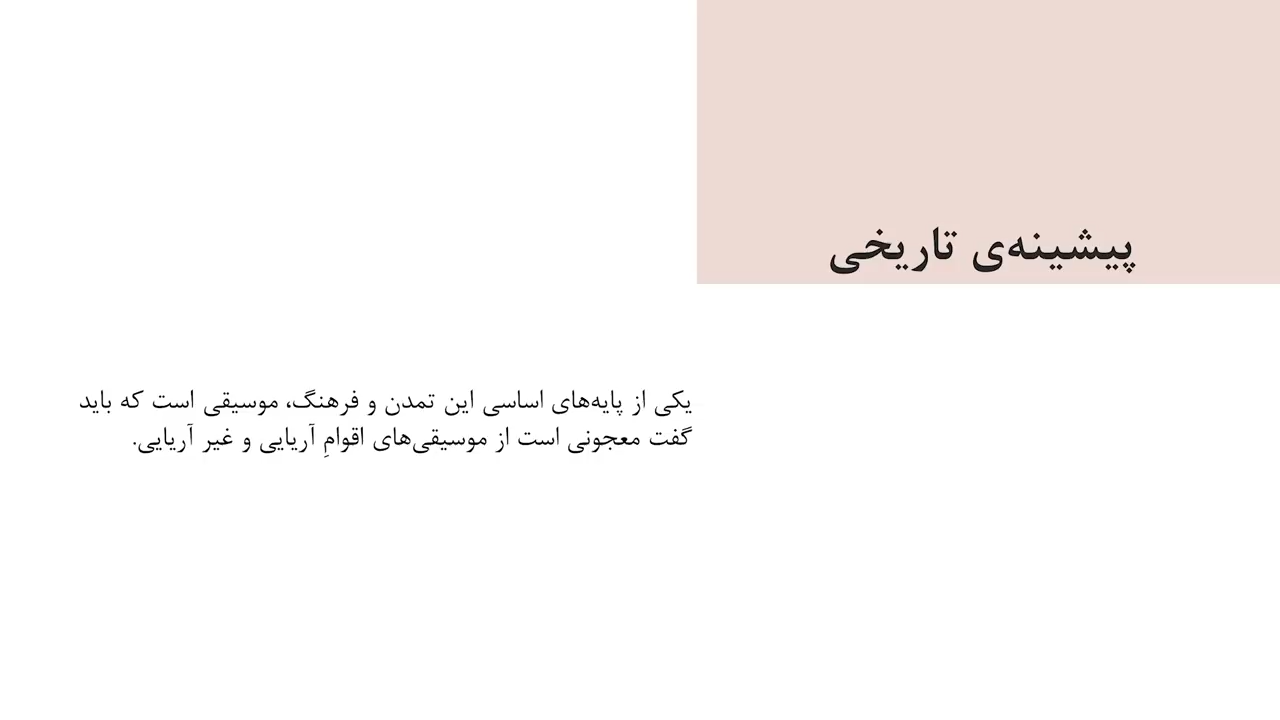 پیشینه‌ی تاریخی
یکی از پایه‌های اساسی این تمدن و فرهنگ، موسیقی است که باید
گفت معجونی است از موسیقی‌های اقوامِ آریایی و غیر آریایی.